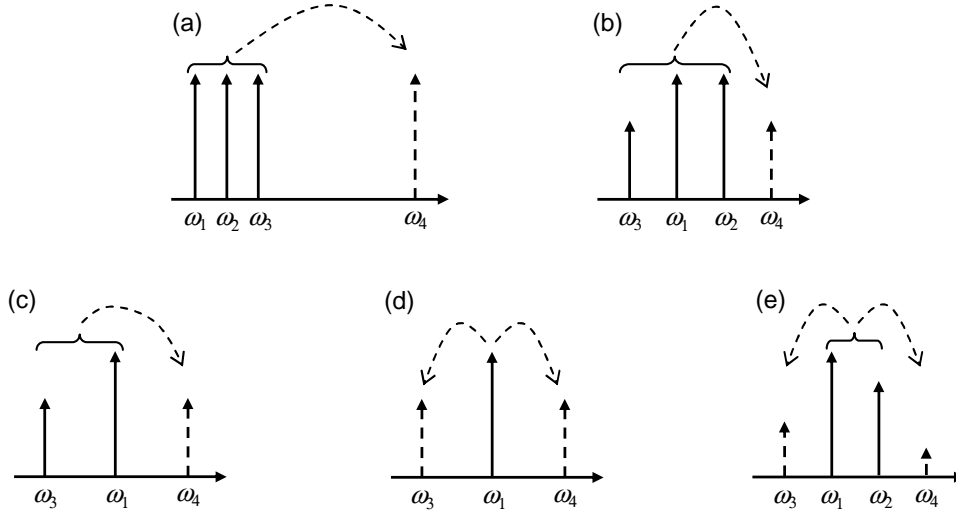 (a)
(b)
ω₁ ω₂ ω₃ ω₄
ω₃ ω₁ ω₂ ω₄
(c)
(d)
(e)
ω₃ ω₁ ω₄
ω₃ ω₁ ω₄
ω₃ ω₁ ω₂ ω₄